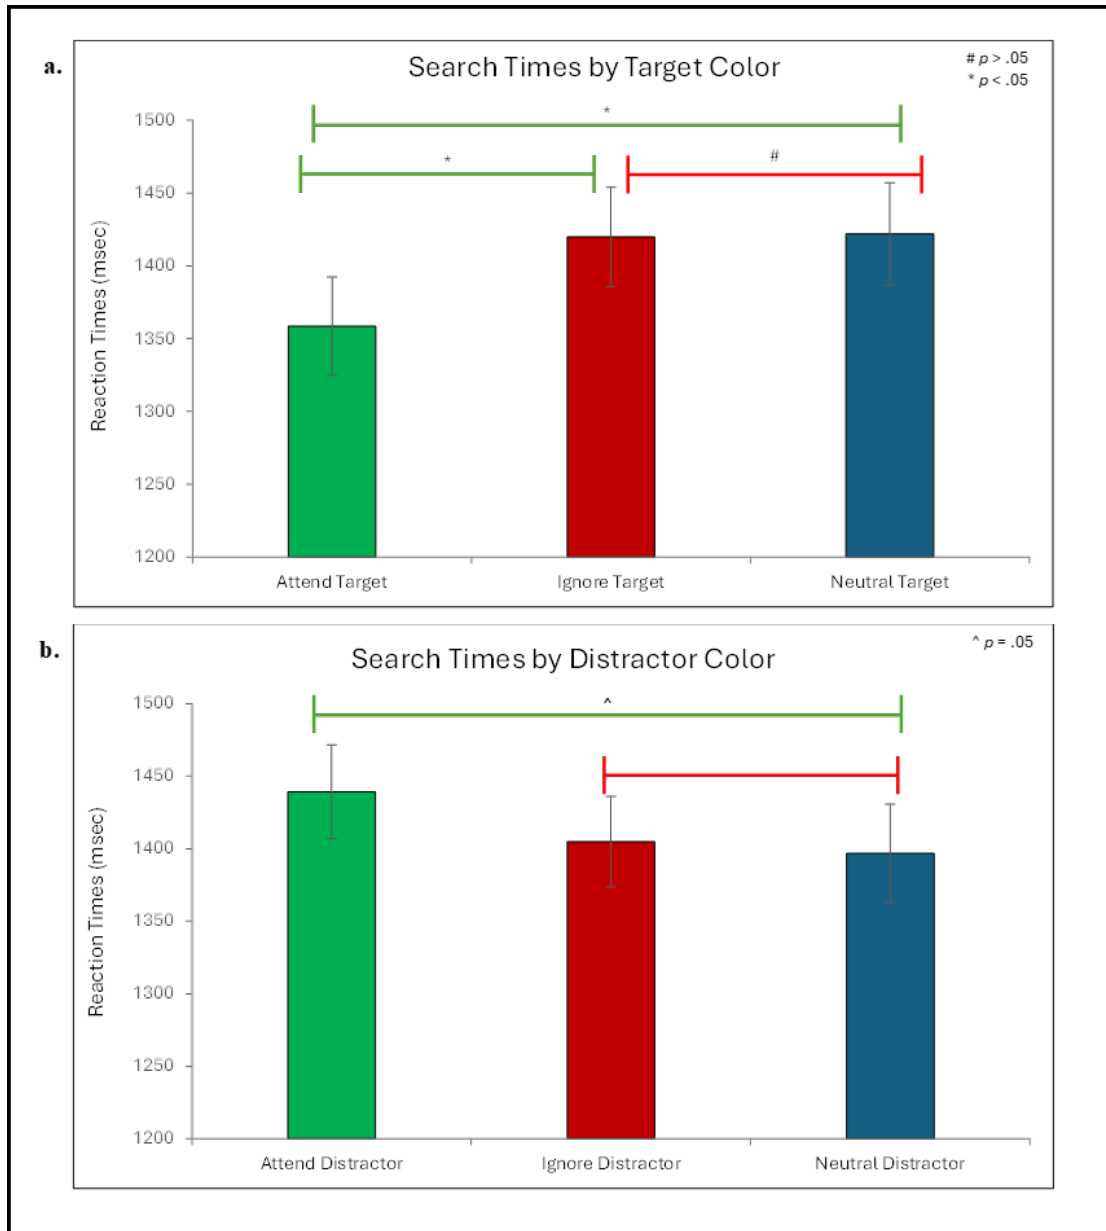 a.
Search Times by Target Color
# p > .05
* p < .05
*
*
#
Reaction Times (msec)
1500
1450
1400
1350
1300
1250
1200
Attend Target
Ignore Target
Neutral Target
b.
Search Times by Distractor Color
^ p = .05
^
Reaction Times (msec)
1500
1450
1400
1350
1300
1250
1200
Attend Distractor
Ignore Distractor
Neutral Distractor